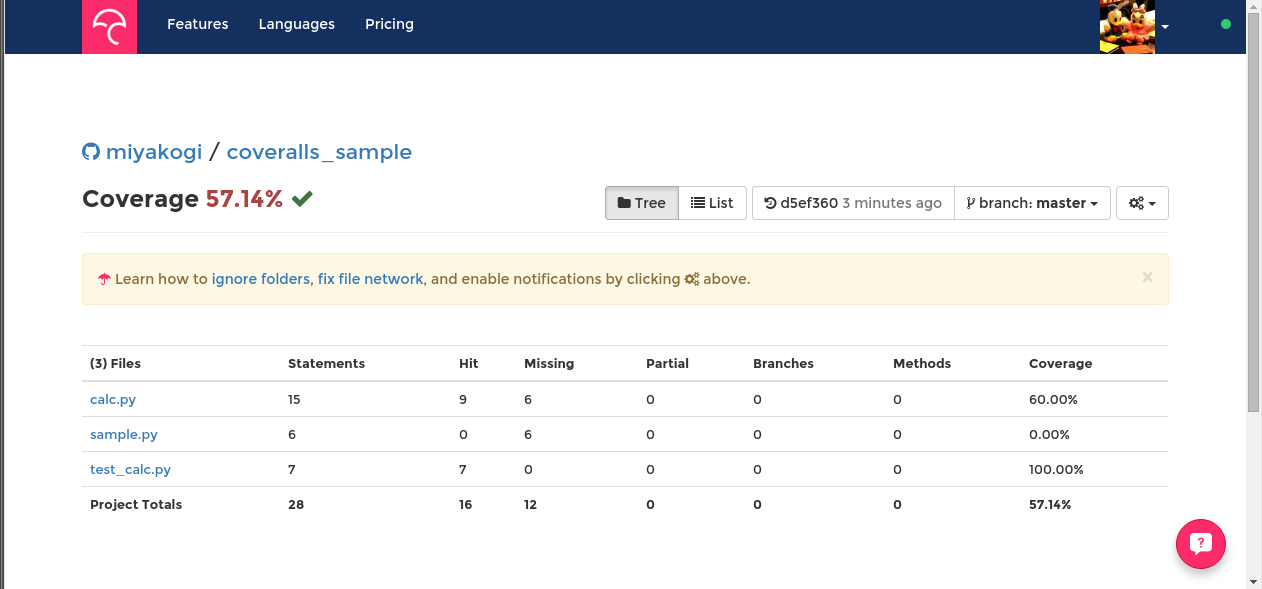 Features Languages Pricing
miyakogi / coveralls_sample
Coverage 57.14%
Tree List d5ef360 3 minutes ago branch: master
Learn how to ignore folders, fix file network, and enable notifications by clicking above. ×
(3) Files Statements Hit Missing Partial Branches Methods Coverage
calc.py 15 9 6 0 0 0 60.00%
sample.py 6 0 6 0 0 0 0.00%
test_calc.py 7 7 0 0 0 0 100.00%
Project Totals 28 16 12 0 0 0 57.14%
?